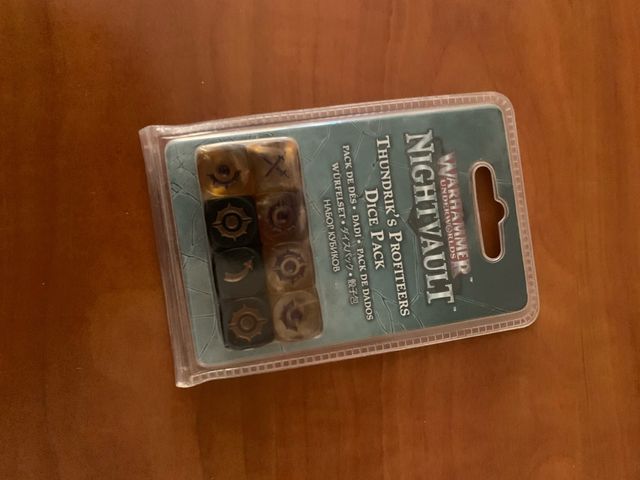 WARHAMMER
UNDERWORLDS
NIGHTVAULT™
THUNDRIK'S PROFITEERS
DICE PACK
PACK DE DÉS • DADI • PACK DE DADOS
WÜRFELSET • ダイスパック • 骰子包
НАБОР КУБИКОВ